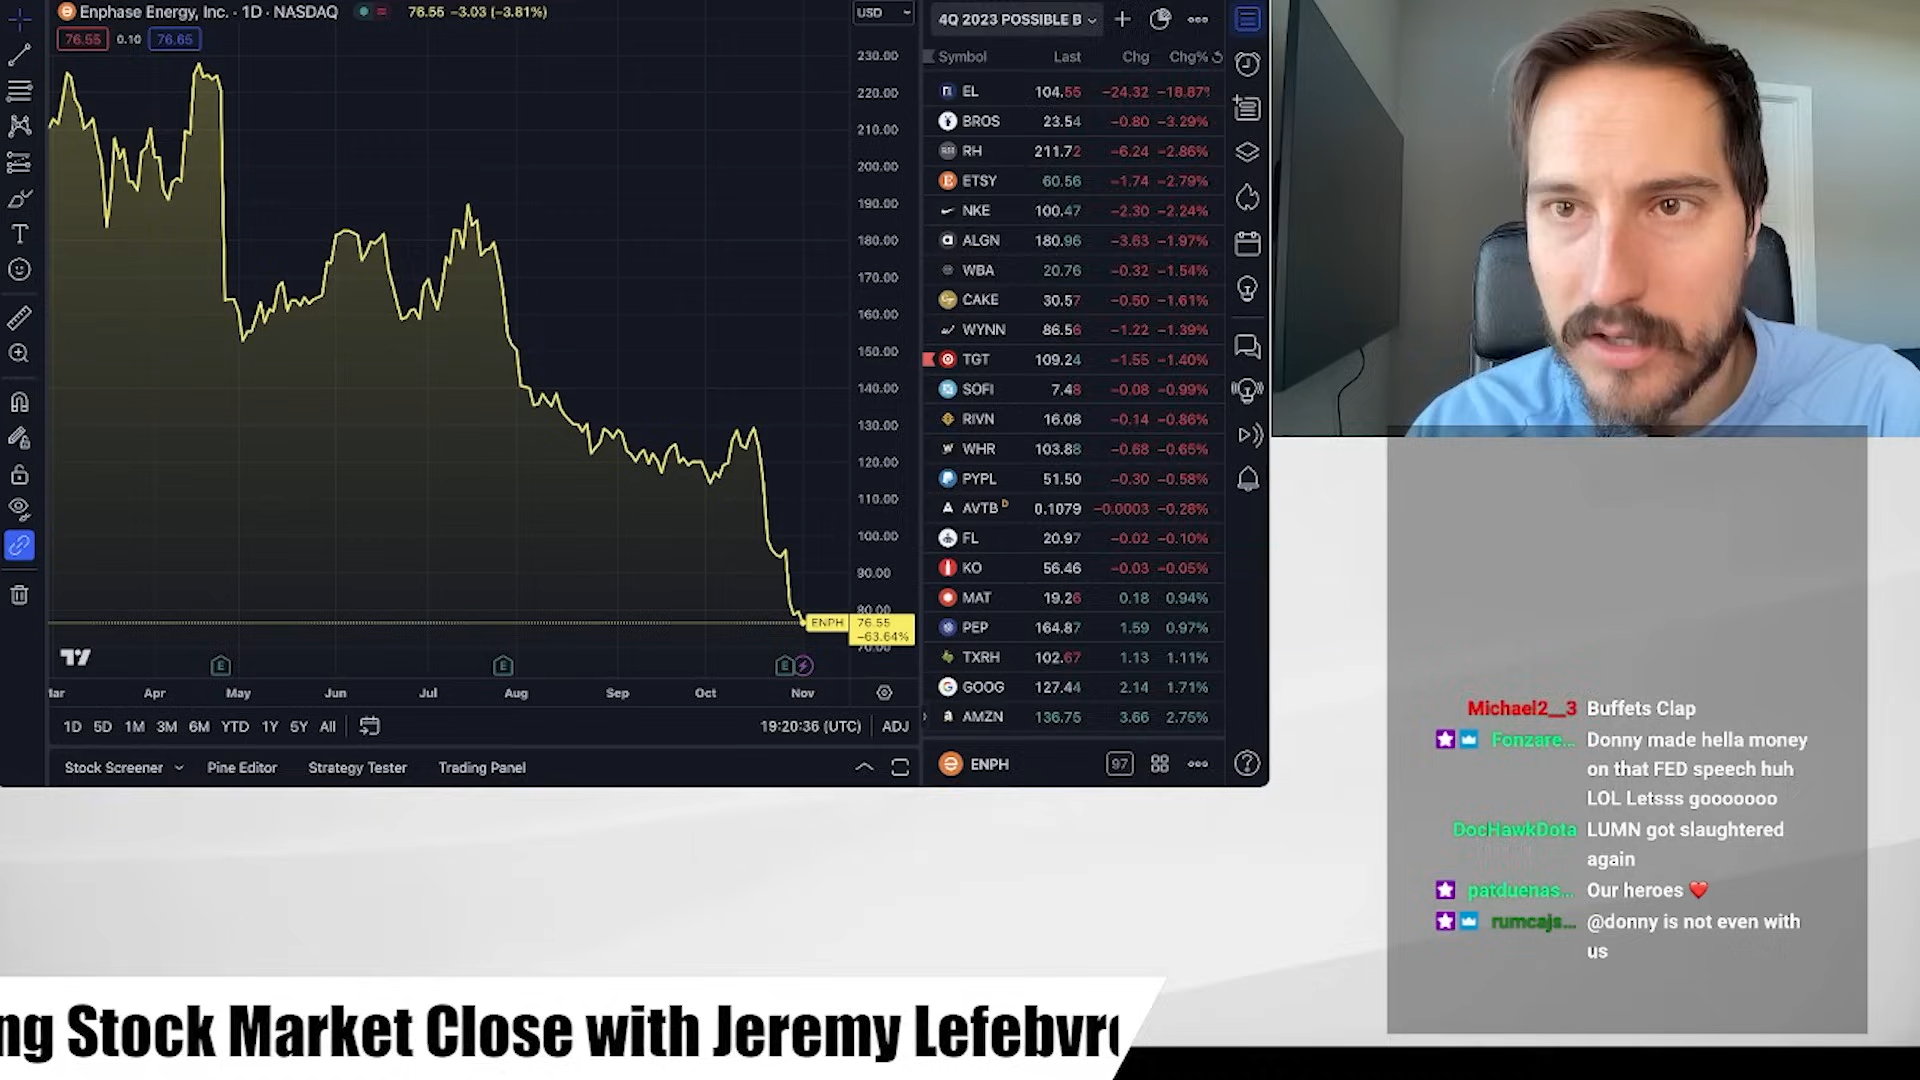 Enphase Energy, Inc. · 1D · NASDAQ 76.55 −3.03 (−3.81%)
76.55 0.10 76.65
USD
230.00
220.00
210.00
200.00
190.00
180.00
170.00
160.00
150.00
140.00
130.00
120.00
110.00
100.00
90.00
80.00
ENPH 76.55
−63.64%
70.00
E E E
Apr May Jun Jul Aug Sep Oct Nov
1D 5D 1M 3M 6M YTD 1Y 5Y All 19:20:36 (UTC) ADJ
Stock Screener Pine Editor Strategy Tester Trading Panel
4Q 2023 POSSIBLE B
Symbol Last Chg Chg%
EL 104.55 −24.32 −18.87%
BROS 23.54 −0.80 −3.29%
RH 211.72 −6.24 −2.86%
ETSY 60.56 −1.74 −2.79%
NKE 100.47 −2.30 −2.24%
ALGN 180.96 −3.63 −1.97%
WBA 20.76 −0.32 −1.54%
CAKE 30.57 −0.50 −1.61%
WYNN 86.56 −1.22 −1.39%
TGT 109.24 −1.55 −1.40%
SOFI 7.48 −0.08 −0.99%
RIVN 16.08 −0.14 −0.86%
WHR 103.88 −0.68 −0.65%
PYPL 51.50 −0.30 −0.58%
AVTB D 0.1079 −0.0003 −0.28%
FL 20.97 −0.02 −0.10%
KO 56.46 −0.03 −0.05%
MAT 19.26 0.18 0.94%
PEP 164.87 1.59 0.97%
TXRH 102.67 1.13 1.11%
GOOG 127.44 2.14 1.71%
AMZN 136.75 3.66 2.75%
ENPH 97
Michael2__3 Buffets Clap
Fonzare... Donny made hella money
on that FED speech huh
LOL Letsss gooooooo
DocHawkDota LUMN got slaughtered
again
patduenas... Our heroes ❤️
rumcajs... @donny is not even with
us
ng Stock Market Close with Jeremy Lefebvre